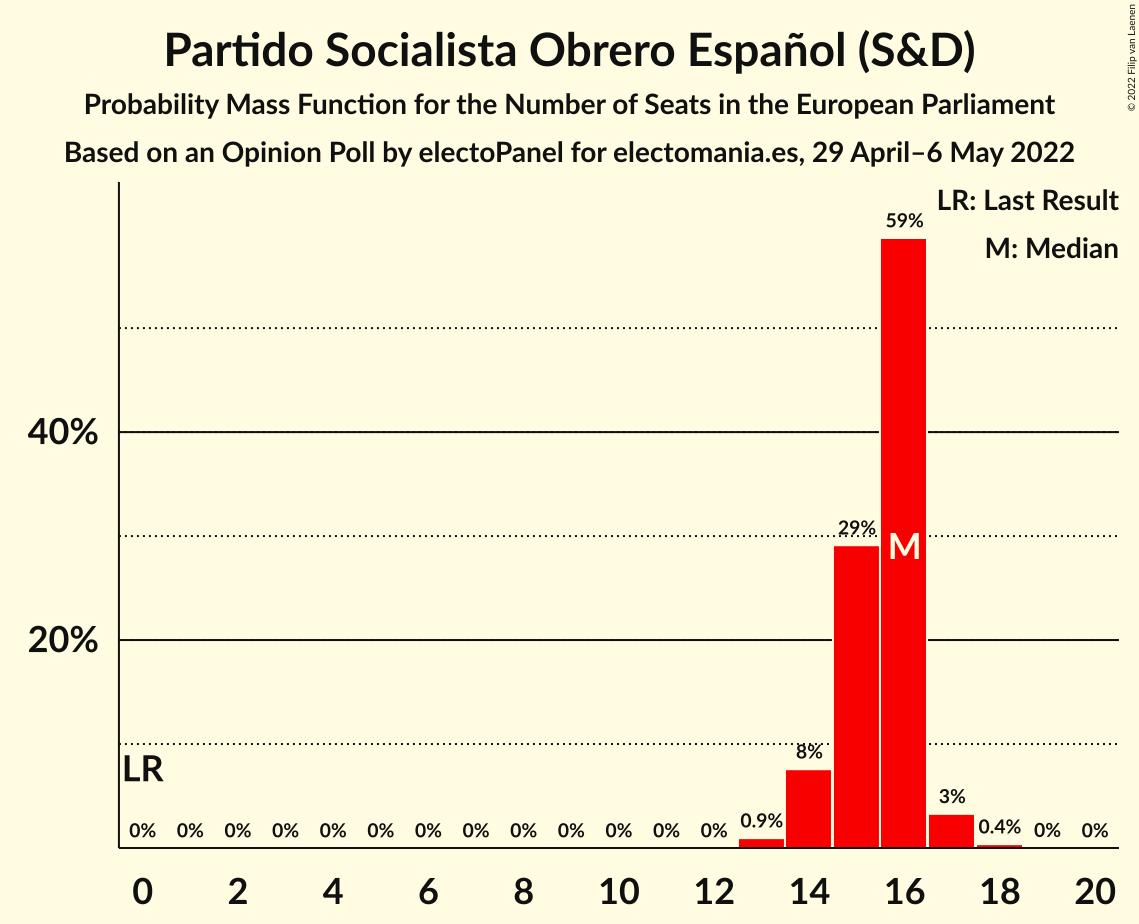 Partido Socialista Obrero Español (S&D)
Probability Mass Function for the Number of Seats in the European Parliament
Based on an Opinion Poll by electoPanel for electomania.es, 29 April–6 May 2022
© 2022 Filip van Laenen
LR: Last Result
M: Median
59%
40%
29%
M
20%
8%
LR
3%
0% 0% 0% 0% 0% 0% 0% 0% 0% 0% 0% 0% 0% 0.9% 0.4% 0% 0%
0 2 4 6 8 10 12 14 16 18 20